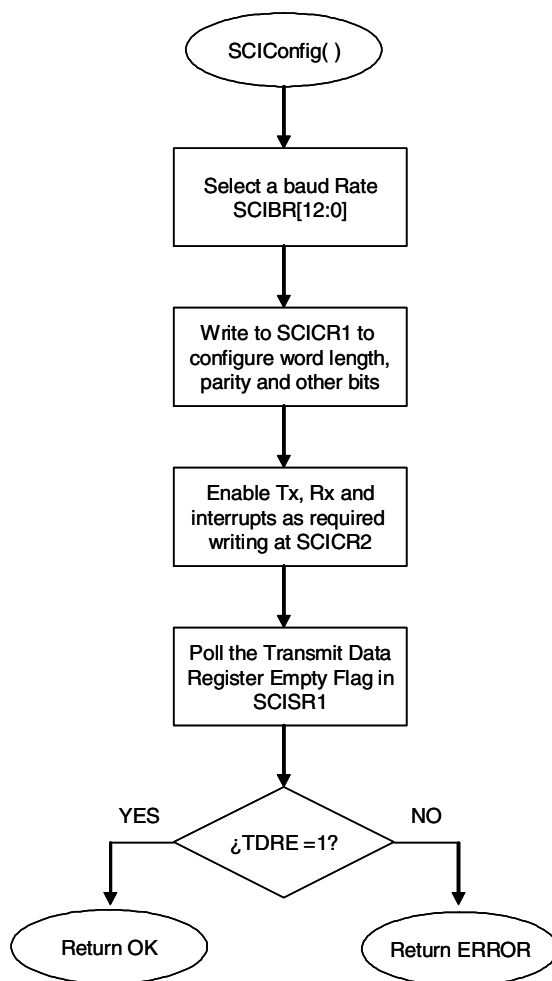 SCIConfig( )
Select a baud Rate
SCIBR[12:0]
Write to SCICR1 to
configure word length,
parity and other bits
Enable Tx, Rx and
interrupts as required
writing at SCICR2
Poll the Transmit Data
Register Empty Flag in
SCISR1
YES
NO
¿TDRE =1?
Return OK
Return ERROR